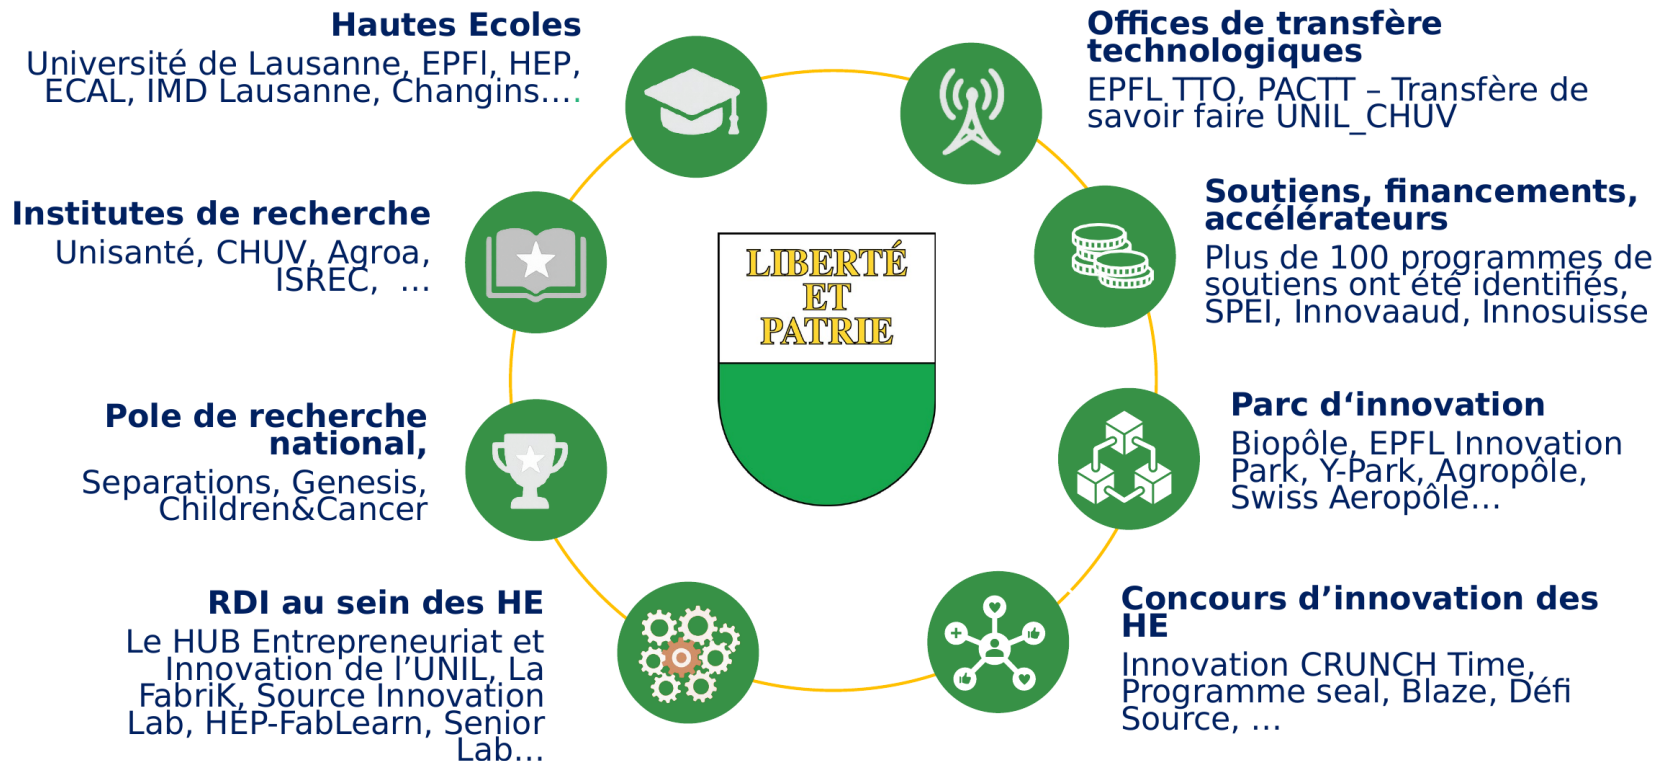 Hautes Ecoles
Université de Lausanne, EPFl, HEP,
ECAL, IMD Lausanne, Changins….
Institutes de recherche
Unisanté, CHUV, Agroa,
ISREC,  …
Pole de recherche
national,
Separations, Genesis,
Children&Cancer
RDI au sein des HE
Le HUB Entrepreneuriat et
Innovation de l’UNIL, La
FabriK, Source Innovation
Lab, HEP-FabLearn, Senior
Lab…
LIBERTÉ
ET
PATRIE
Offices de transfère
technologiques
EPFL TTO, PACTT – Transfère de
savoir faire UNIL_CHUV
Soutiens, financements,
accélérateurs
Plus de 100 programmes de
soutiens ont été identifiés,
SPEI, Innovaaud, Innosuisse
Parc d‘innovation
Biopôle, EPFL Innovation
Park, Y-Park, Agropôle,
Swiss Aeropôle…
Concours d’innovation des
HE
Innovation CRUNCH Time,
Programme seal, Blaze, Défi
Source, …